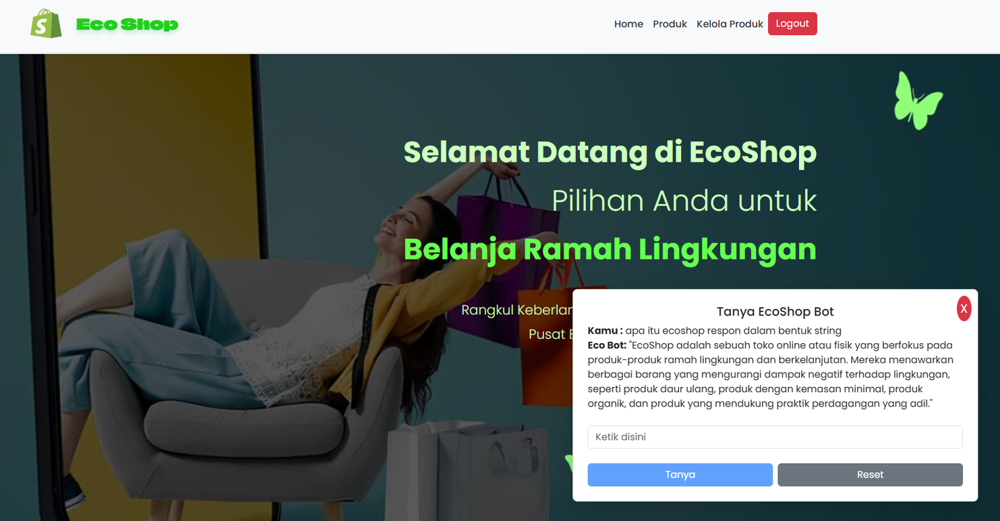 S
Eco Shop
Home Produk Kelola Produk Logout
Selamat Datang di EcoShop
Pilihan Anda untuk
Belanja Ramah Lingkungan
Rangkul
Pusat
X
Tanya EcoShop Bot
Kamu : apa itu ecoshop respon dalam bentuk string
Eco Bot: "EcoShop adalah sebuah toko online atau fisik yang berfokus pada
produk-produk ramah lingkungan dan berkelanjutan. Mereka menawarkan
berbagai barang yang mengurangi dampak negatif terhadap lingkungan,
seperti produk daur ulang, produk dengan kemasan minimal, produk
organik, dan produk yang mendukung praktik perdagangan yang adil."
Ketik disini
Tanya Reset